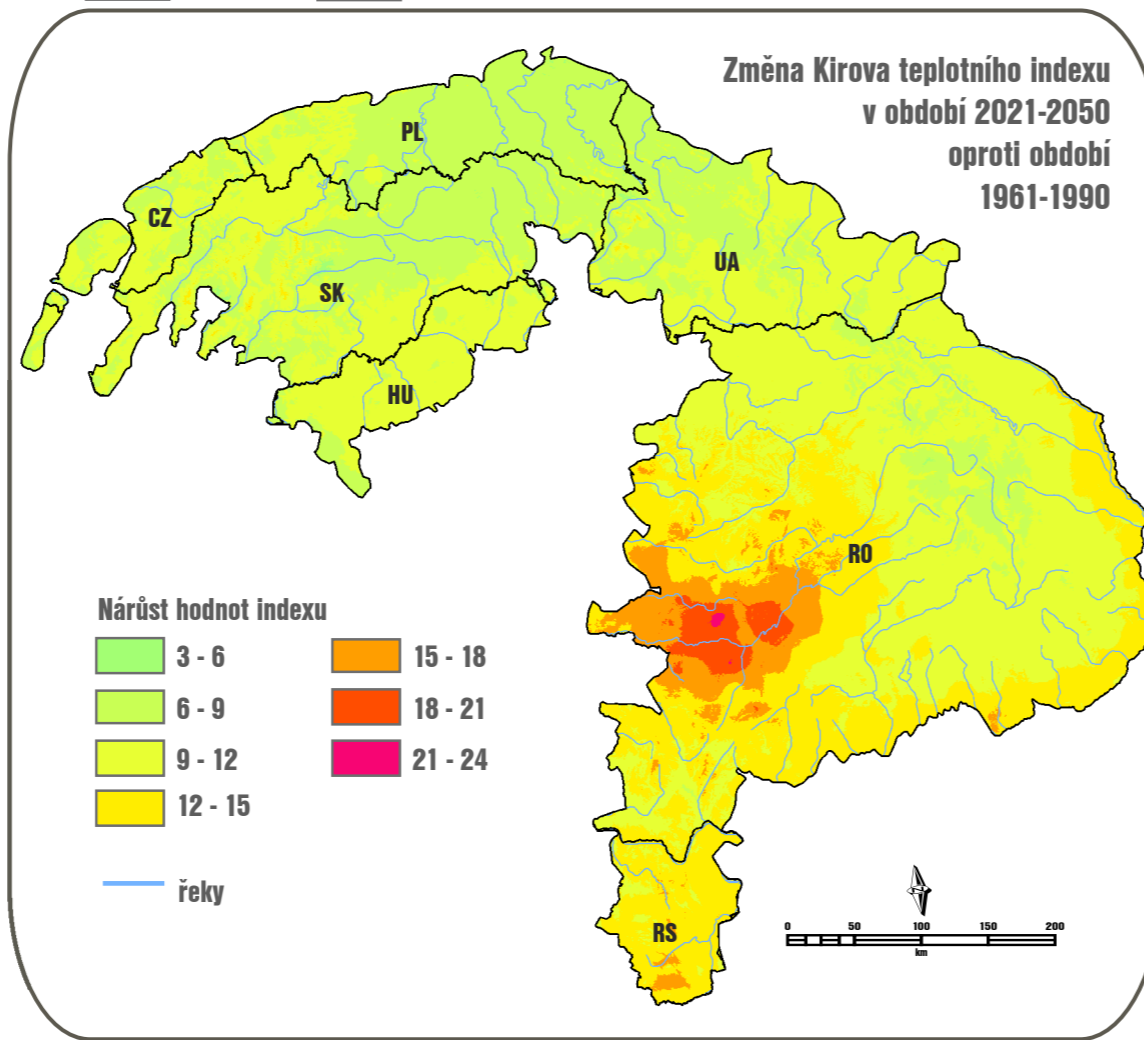 Změna Kirova teplotního indexu
v období 2021-2050
oproti období
1961-1990
PL
CZ
UA
SK
HU
RO
RS
Nárůst hodnot indexu
3 - 6
6 - 9
9 - 12
12 - 15
15 - 18
18 - 21
21 - 24
řeky
0 50 100 150 200
km